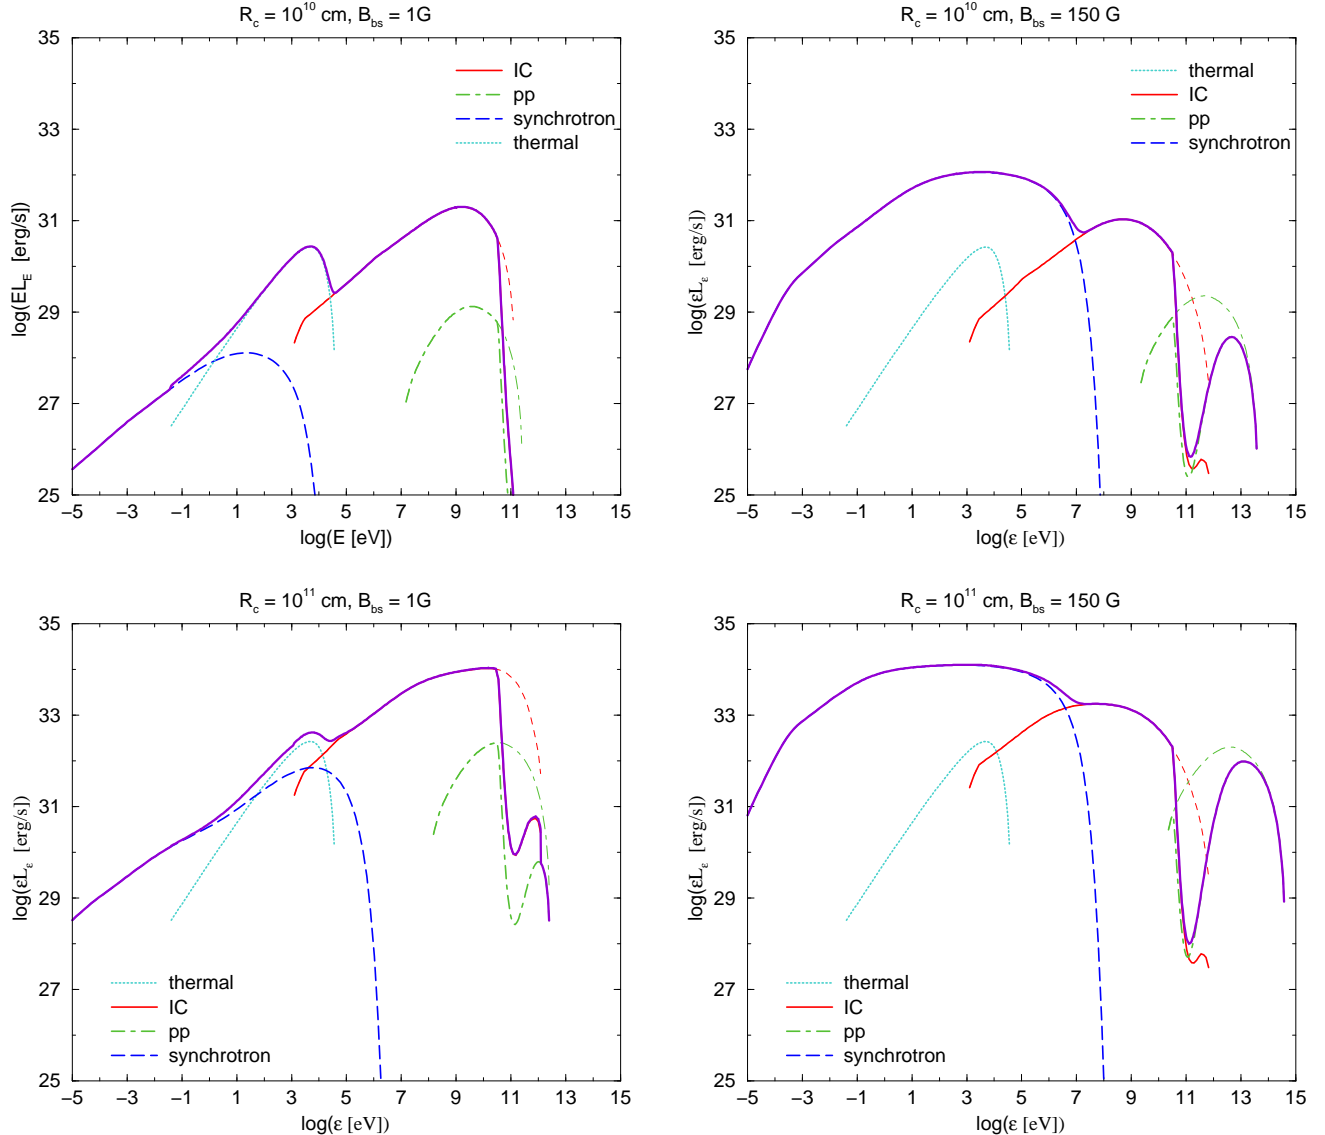 R_c = 10^10 cm, B_bs = 1G
35
33
31
29
27
25
log(EL_E [erg/s])
IC
pp
synchrotron
thermal
−5 −3 −1 1 3 5 7 9 11 13 15
log(E [eV])
R_c = 10^10 cm, B_bs = 150 G
35
33
31
29
27
25
log(εL_ε [erg/s])
thermal
IC
pp
synchrotron
−5 −3 −1 1 3 5 7 9 11 13 15
log(ε [eV])
R_c = 10^11 cm, B_bs = 1G
35
33
31
29
27
25
log(εL_ε [erg/s])
thermal
IC
pp
synchrotron
−5 −3 −1 1 3 5 7 9 11 13 15
log(ε [eV])
R_c = 10^11 cm, B_bs = 150 G
35
33
31
29
27
25
log(εL_ε [erg/s])
thermal
IC
pp
synchrotron
−5 −3 −1 1 3 5 7 9 11 13 15
log(ε [eV])